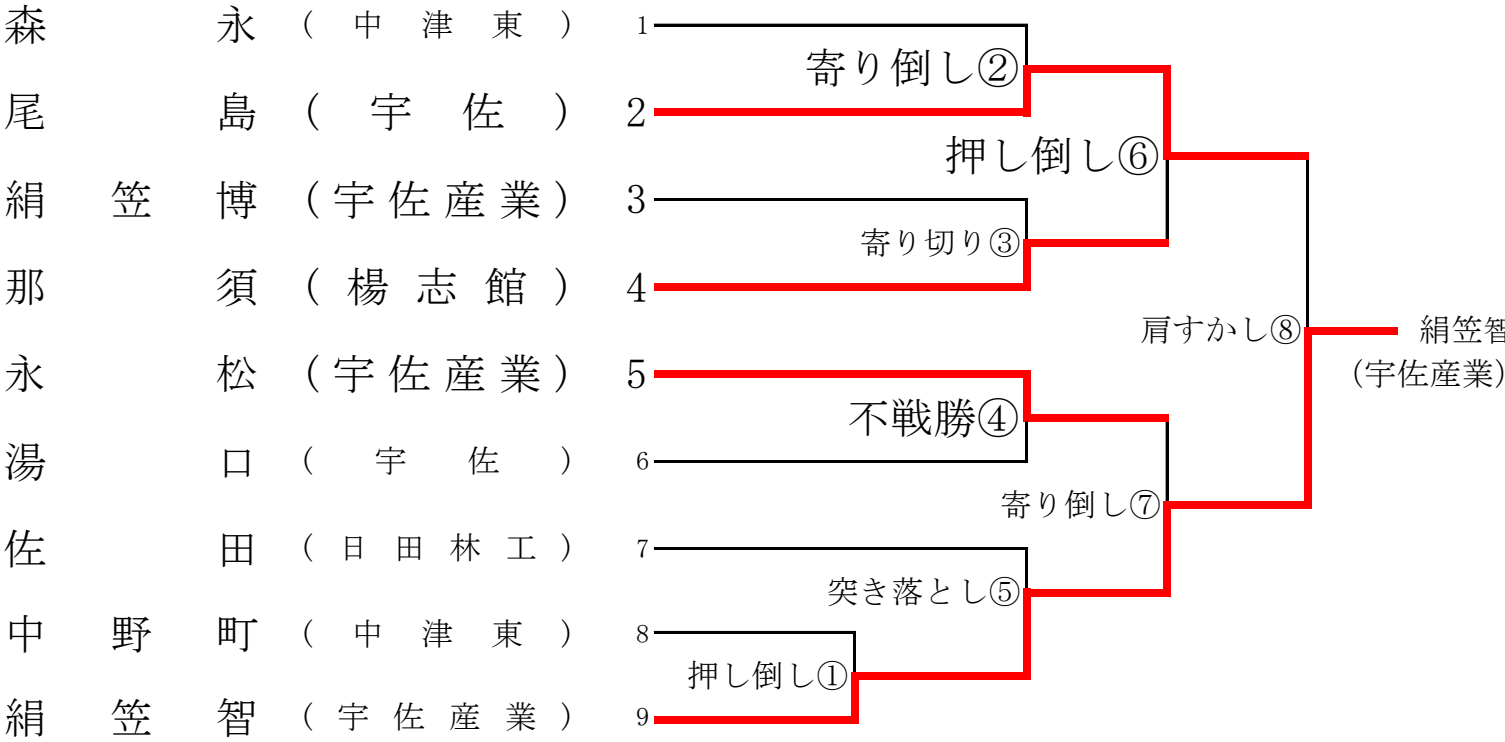 森永（中津東） 1
寄り倒し②
尾島（宇佐） 2
押し倒し⑥
絹笠博（宇佐産業） 3
寄り切り③
那須（楊志館） 4
肩すかし⑧ 絹笠智
永松（宇佐産業） 5 (宇佐産業)
不戦勝④
湯口（宇佐） 6
寄り倒し⑦
佐田（日田林工） 7
突き落とし⑤
中野町（中津東） 8
押し倒し①
絹笠智（宇佐産業） 9